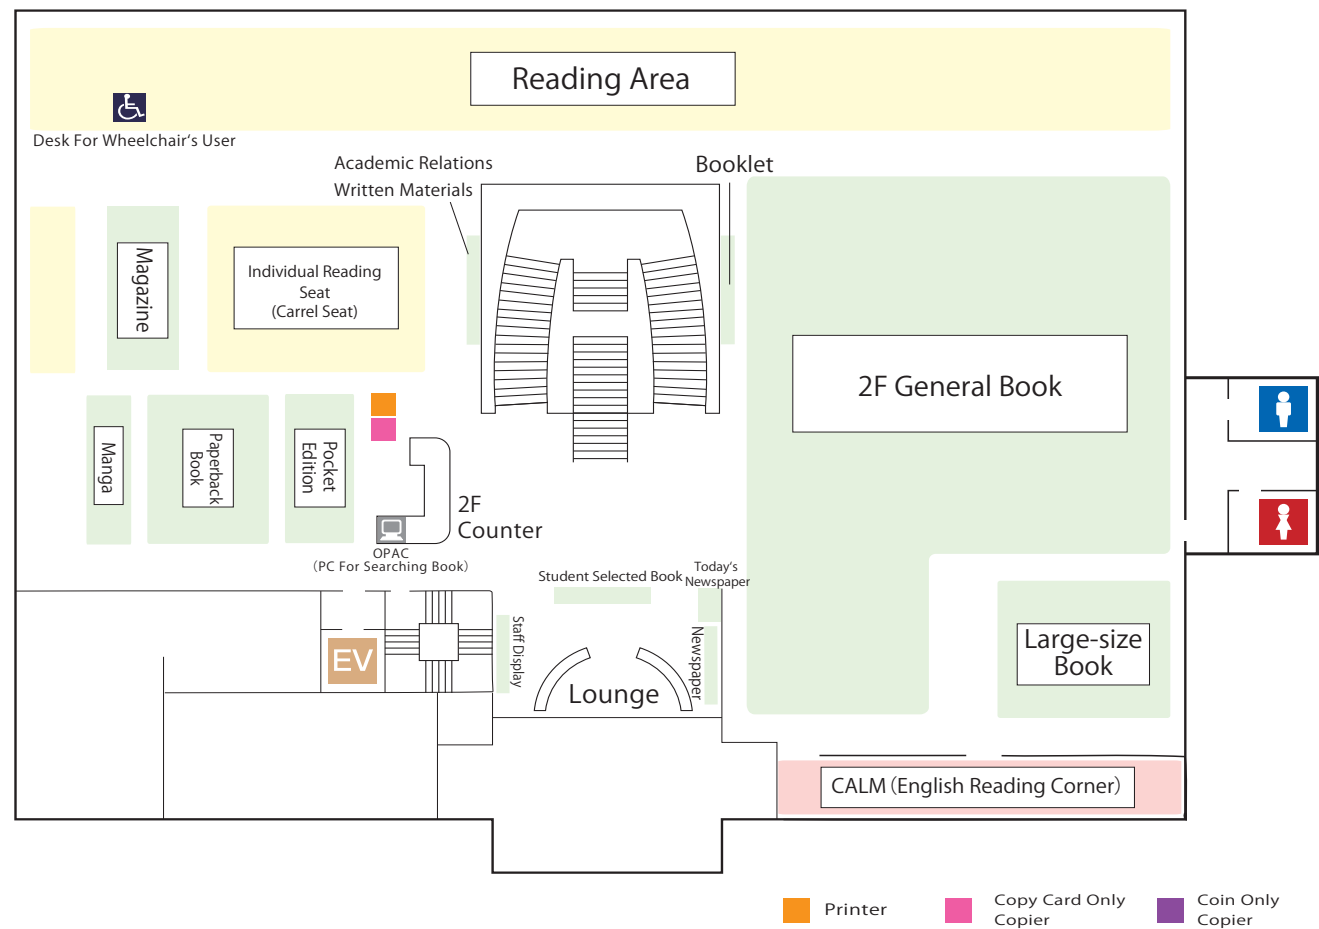 Reading Area
Desk For Wheelchair's User
Academic Relations
Written Materials
Booklet
Magazine
Individual Reading
Seat
(Carrel Seat)
2F General Book
Manga
Paperback
Book
Pocket
Edition
2F
Counter
OPAC
(PC For Searching Book)
Student Selected Book
Today's
Newspaper
Staff Display
Newspaper
EV
Lounge
Large-size
Book
CALM (English Reading Corner)
Printer
Copy Card Only
Copier
Coin Only
Copier